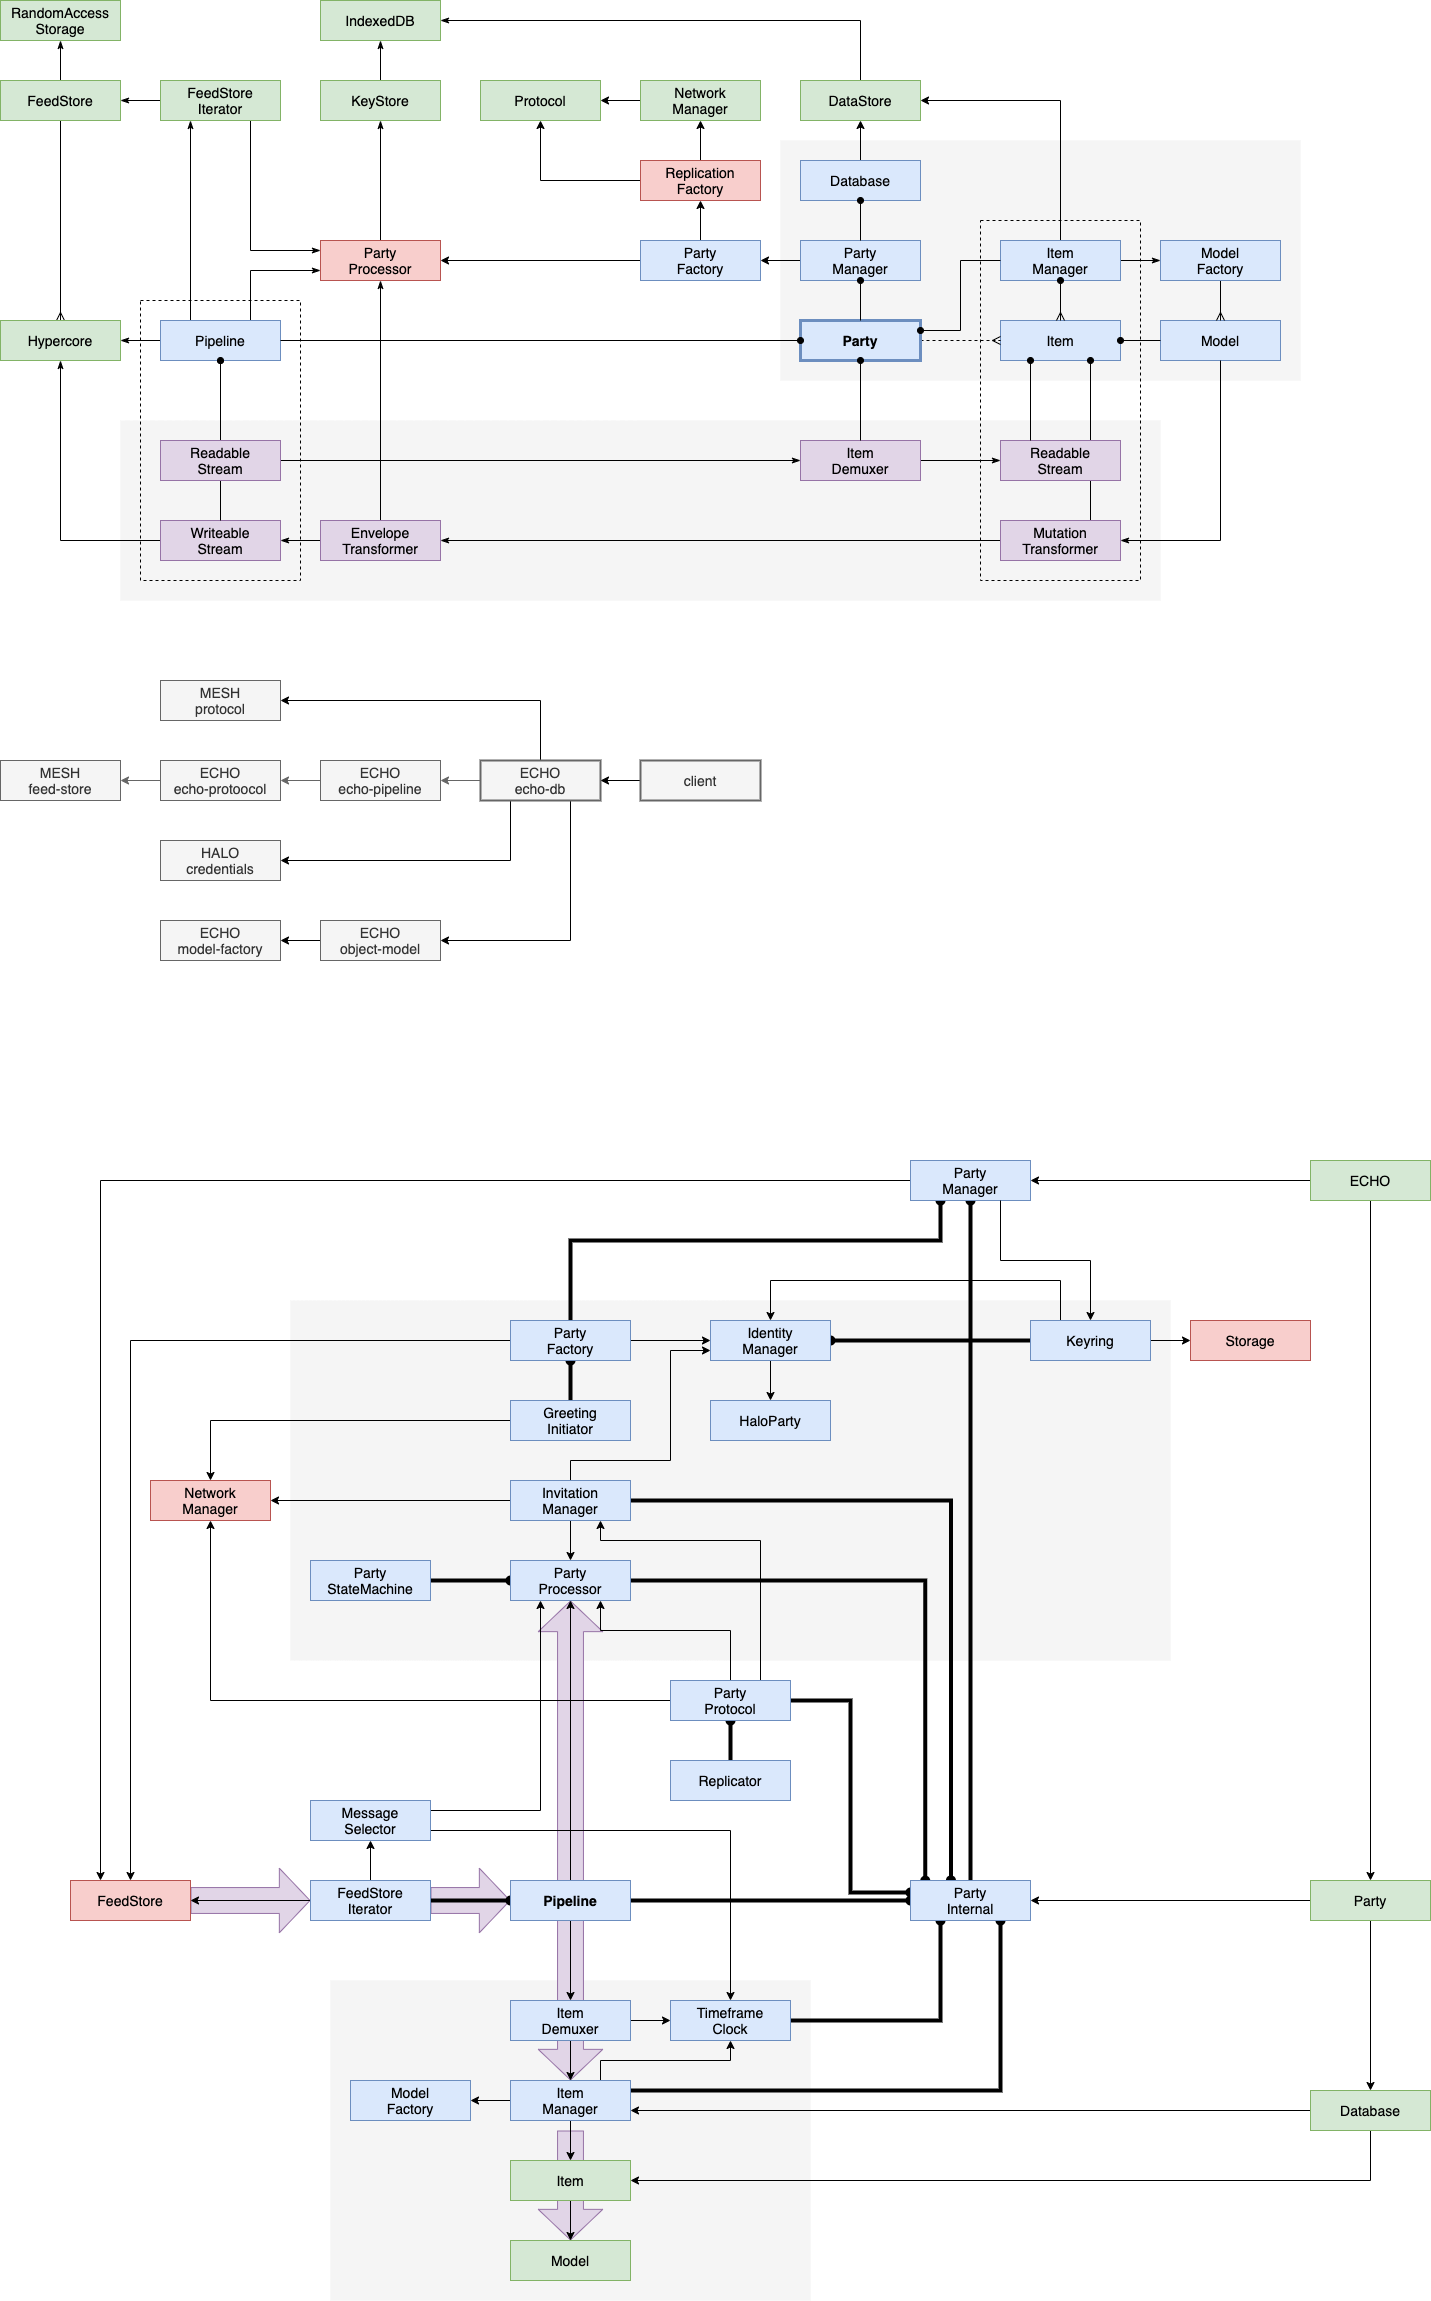 RandomAccess
Storage
IndexedDB
FeedStore
FeedStore
Iterator
KeyStore
Protocol
Network
Manager
DataStore
Replication
Factory
Database
Party
Processor
Party
Factory
Party
Manager
Item
Manager
Model
Factory
Hypercore
Pipeline
Party
Item
Model
Readable
Stream
Item
Demuxer
Readable
Stream
Writeable
Stream
Envelope
Transformer
Mutation
Transformer
MESH
protocol
MESH
feed-store
ECHO
echo-protoocol
ECHO
echo-pipeline
ECHO
echo-db
client
HALO
credentials
ECHO
model-factory
ECHO
object-model
Party
Manager
ECHO
Party
Factory
Identity
Manager
Keyring
Storage
Greeting
Initiator
HaloParty
Network
Manager
Invitation
Manager
Party
StateMachine
Party
Processor
Party
Protocol
Replicator
Message
Selector
FeedStore
FeedStore
Iterator
Pipeline
Party
Internal
Party
Item
Demuxer
Timeframe
Clock
Model
Factory
Item
Manager
Database
Item
Model